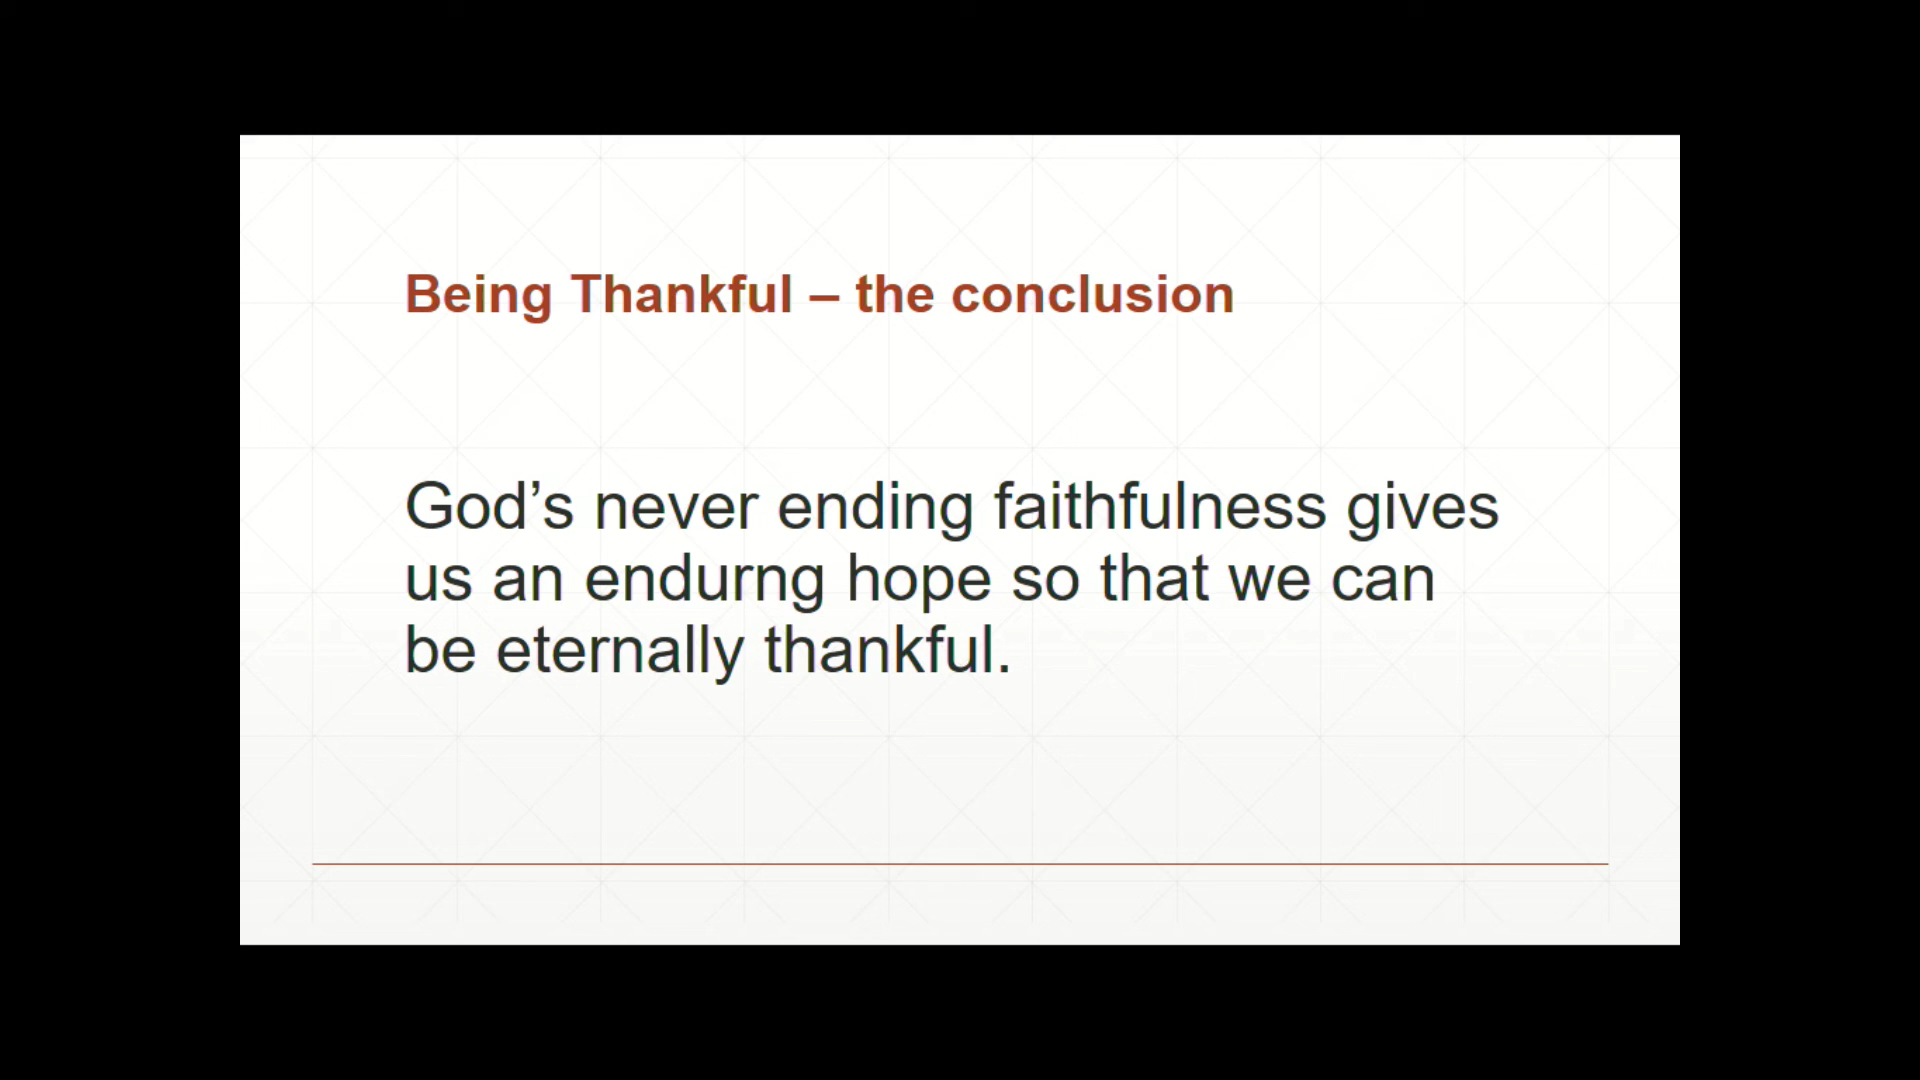 Being Thankful – the conclusion
God’s never ending faithfulness gives
us an endurng hope so that we can
be eternally thankful.